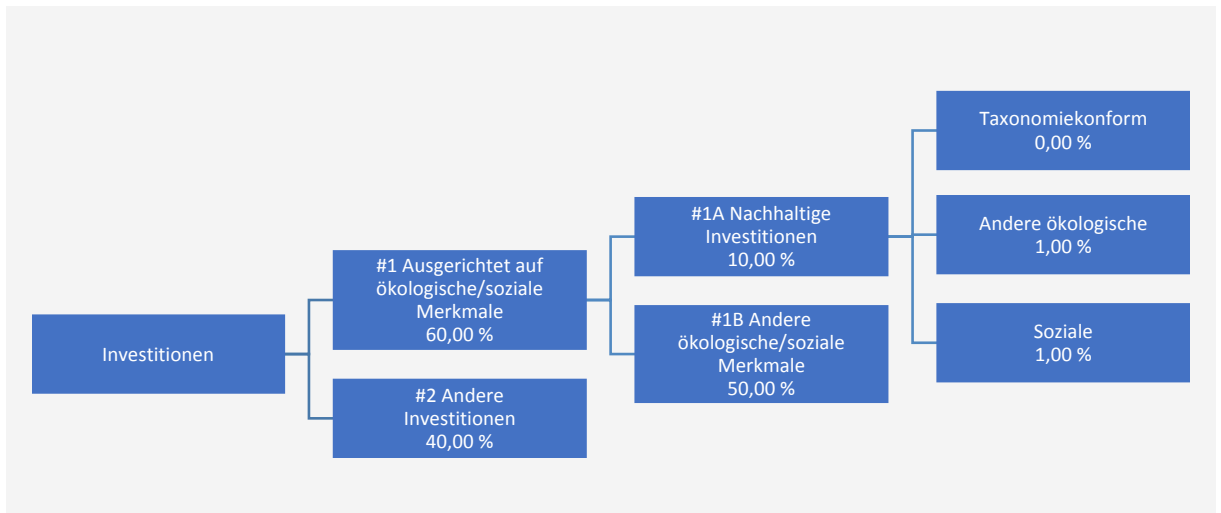 Investitionen
#1 Ausgerichtet auf
ökologische/soziale
Merkmale
60,00 %
#2 Andere
Investitionen
40,00 %
#1A Nachhaltige
Investitionen
10,00 %
#1B Andere
ökologische/soziale
Merkmale
50,00 %
Taxonomiekonform
0,00 %
Andere ökologische
1,00 %
Soziale
1,00 %